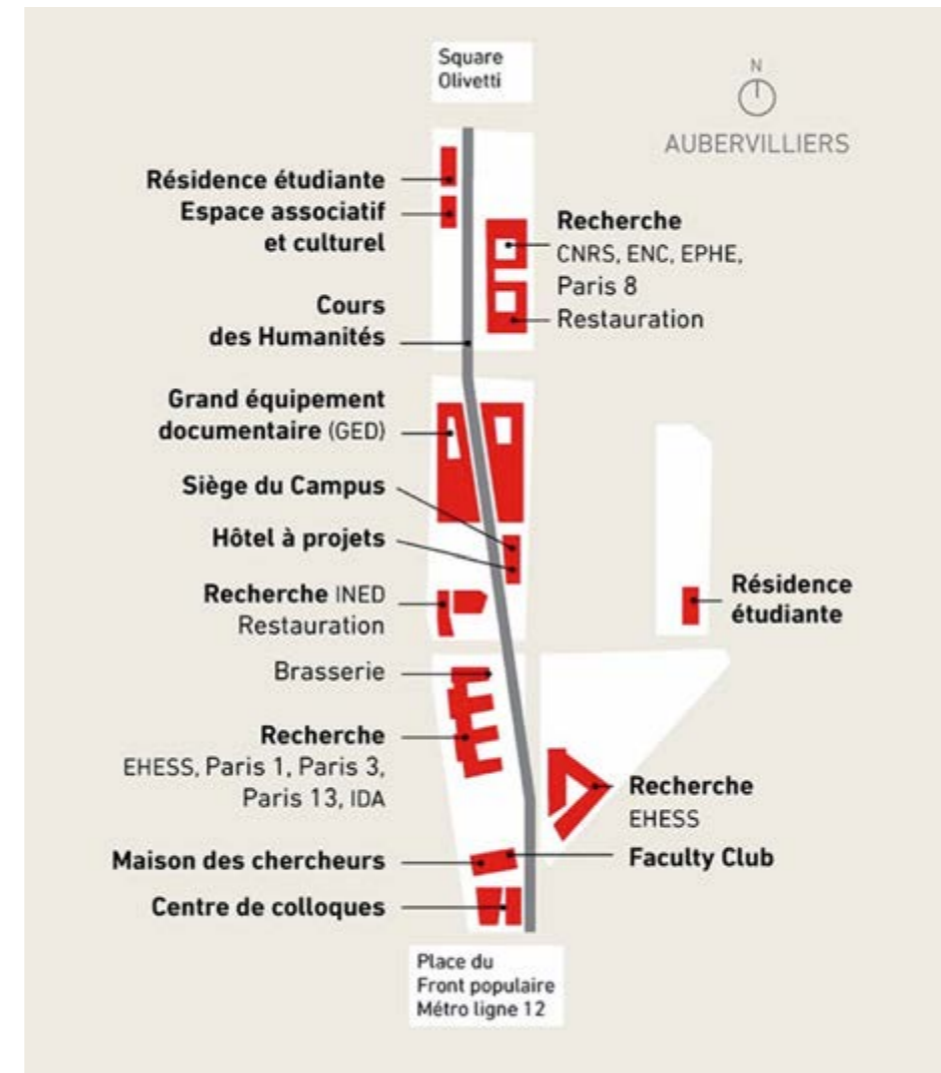 Square
Olivetti
N
AUBERVILLIERS
Résidence étudiante
Espace associatif
et culturel
Recherche
CNRS, ENC, EPHE,
Paris 8
Restauration
Cours
des Humanités
Grand équipement
documentaire (GED)
Siège du Campus
Hôtel à projets
Recherche INED
Restauration
Résidence
étudiante
Brasserie
Recherche
EHESS, Paris 1, Paris 3,
Paris 13, IDA
Recherche
EHESS
Maison des chercheurs
Faculty Club
Centre de colloques
Place du
Front populaire
Métro ligne 12